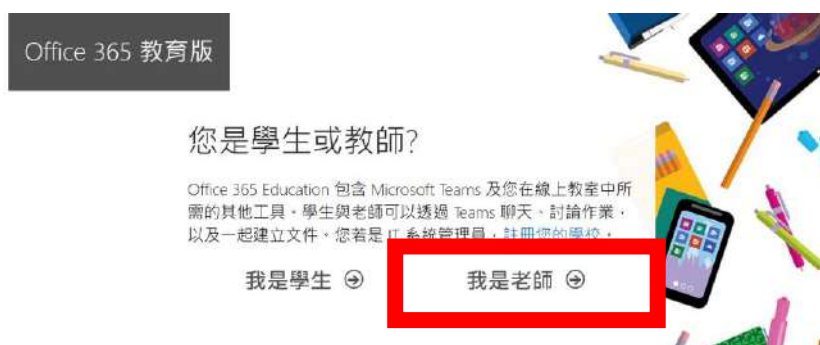 Office 365 教育版
您是學生或教師?
Office 365 Education 包含 Microsoft Teams 及您在線上教室中所
需的其他工具。學生與老師可以透過 Teams 聊天、討論作業，
以及一起建立文件。您若是 IT 系統管理員，註冊您的學校。
我是學生
我是老師